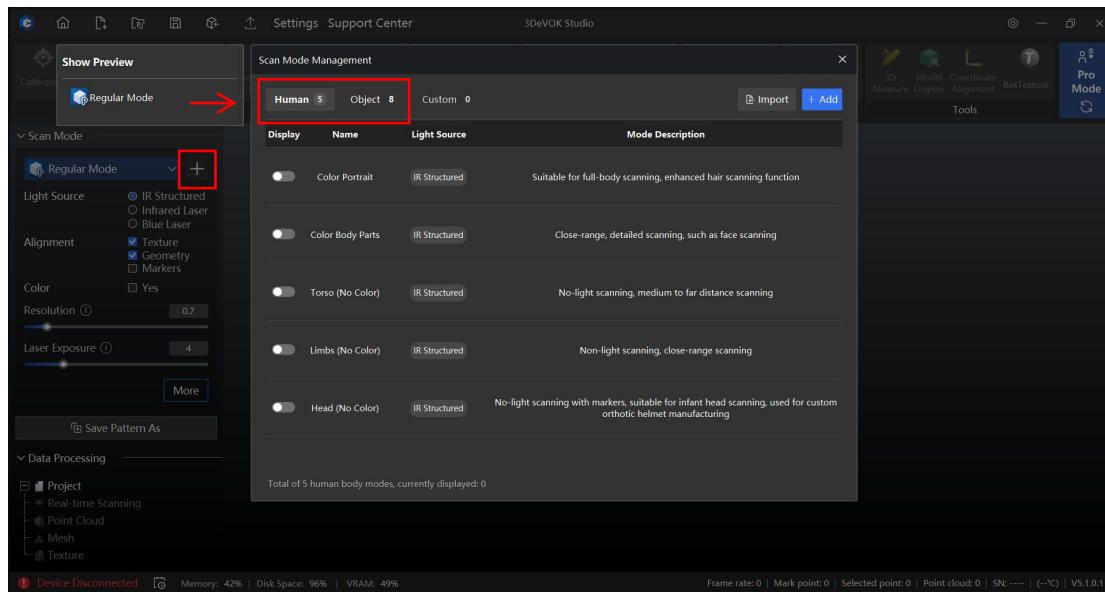 Settings Support Center
3DeVOK Studio
Show Preview
Regular Mode
Scan Mode Management
Human 5
Object 8
Custom 0
Import
+ Add
Display
Name
Light Source
Mode Description
Color Portrait
IR Structured
Suitable for full-body scanning, enhanced hair scanning function
Color Body Parts
IR Structured
Close-range, detailed scanning, such as face scanning
Torso (No Color)
IR Structured
No-light scanning, medium to far distance scanning
Limbs (No Color)
IR Structured
Non-light scanning, close-range scanning
Head (No Color)
IR Structured
No-light scanning with markers, suitable for infant head scanning, used for custom
orthotic helmet manufacturing
Total of 5 human body modes, currently displayed: 0
3D
Measure
Model
Display
Coordinate
Alignment
BesTexture
Tools
Pro
Mode
Scan Mode
Regular Mode
Light Source
IR Structured
Infrared Laser
Blue Laser
Alignment
Texture
Geometry
Markers
Color
Yes
Resolution
0.7
Laser Exposure
4
More
Save Pattern As
Data Processing
Project
Real-time Scanning
Point Cloud
Mesh
Texture
Device Disconnected
Memory: 42% | Disk Space: 96% | VRAM: 49%
Frame rate: 0 | Mark point: 0 | Selected point: 0 | Point cloud: 0 | SN: ---- | (--°C) | V5.1.0.1